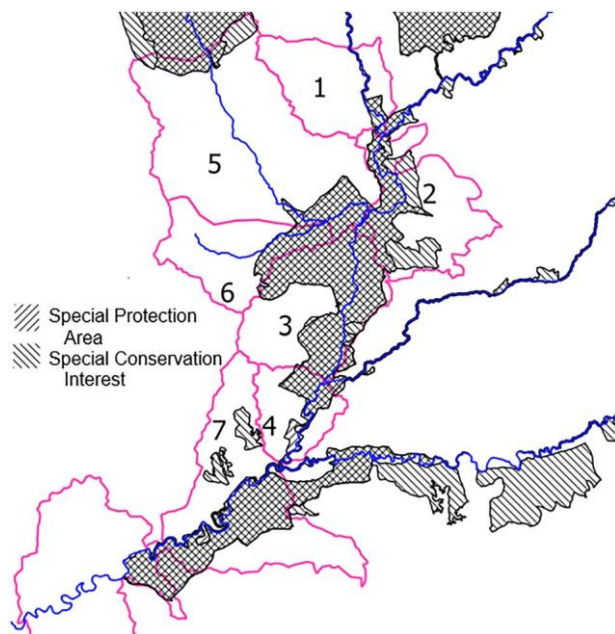 1
5
2
6
Special Protection
Area
3
Special Conservation
Interest
7
4